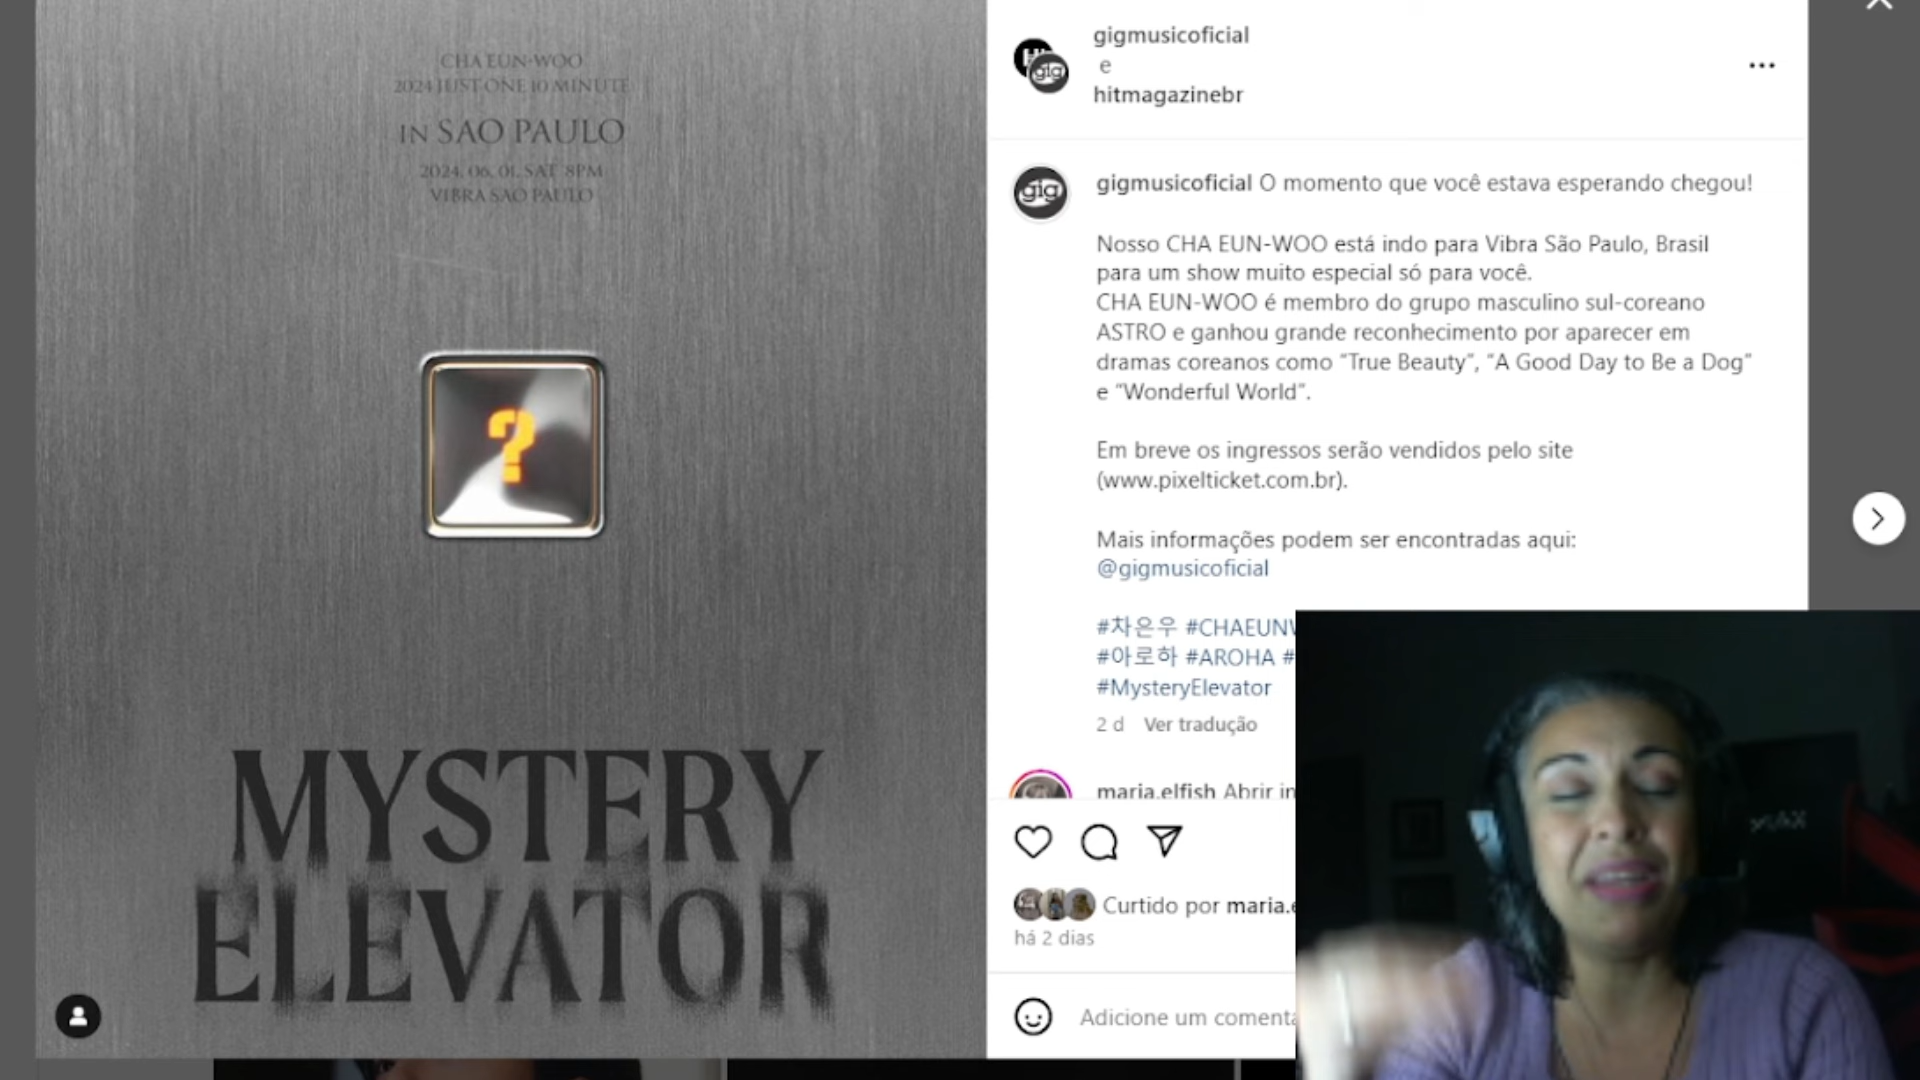 CHA EUN-WOO
2024 JUST ONE 10 MINUTE
IN SAO PAULO
2024. 06. 01. SAT 8PM
VIBRA SAO PAULO
?
MYSTERY
ELEVATOR
gigmusicoficial
e
hitmagazinebr
gig
gigmusicoficial O momento que você estava esperando chegou!
Nosso CHA EUN-WOO está indo para Vibra São Paulo, Brasil
para um show muito especial só para você.
CHA EUN-WOO é membro do grupo masculino sul-coreano
ASTRO e ganhou grande reconhecimento por aparecer em
dramas coreanos como “True Beauty”, “A Good Day to Be a Dog”
e “Wonderful World”.
Em breve os ingressos serão vendidos pelo site
(www.pixelticket.com.br).
Mais informações podem ser encontradas aqui:
@gigmusicoficial
#차은우 #CHAEUN
#아로하 #AROHA #
#MysteryElevator
2 d Ver tradução
maria.elfish Abrir in
Curtido por maria.e
há 2 dias
Adicione um comenta